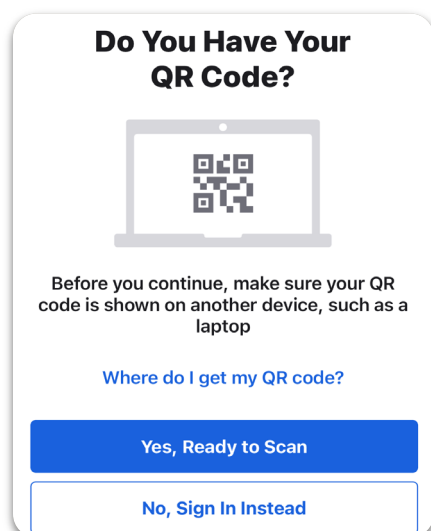 Do You Have Your
QR Code?
Before you continue, make sure your QR
code is shown on another device, such as a
laptop
Where do I get my QR code?
Yes, Ready to Scan
No, Sign In Instead